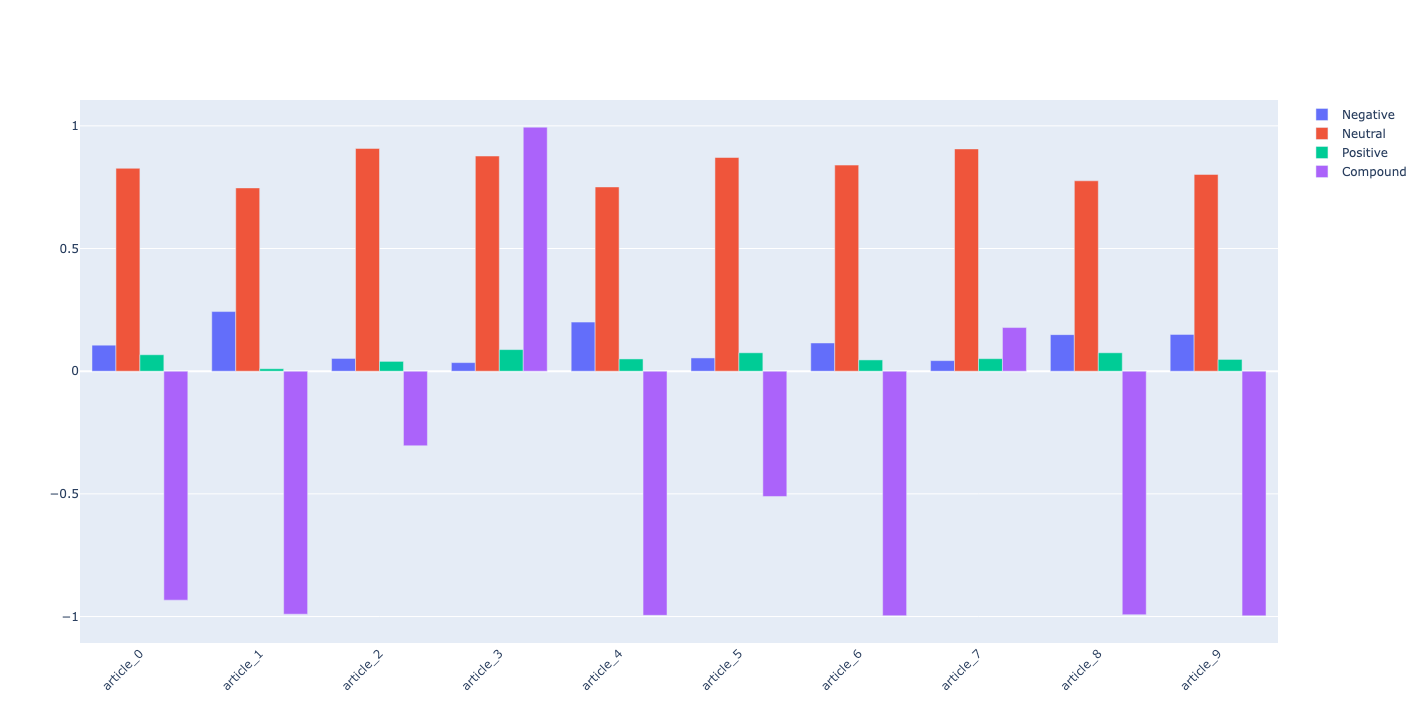 Negative
Neutral
Positive
Compound
1
0.5
0
−0.5
−1
article_0
article_1
article_2
article_3
article_4
article_5
article_6
article_7
article_8
article_9